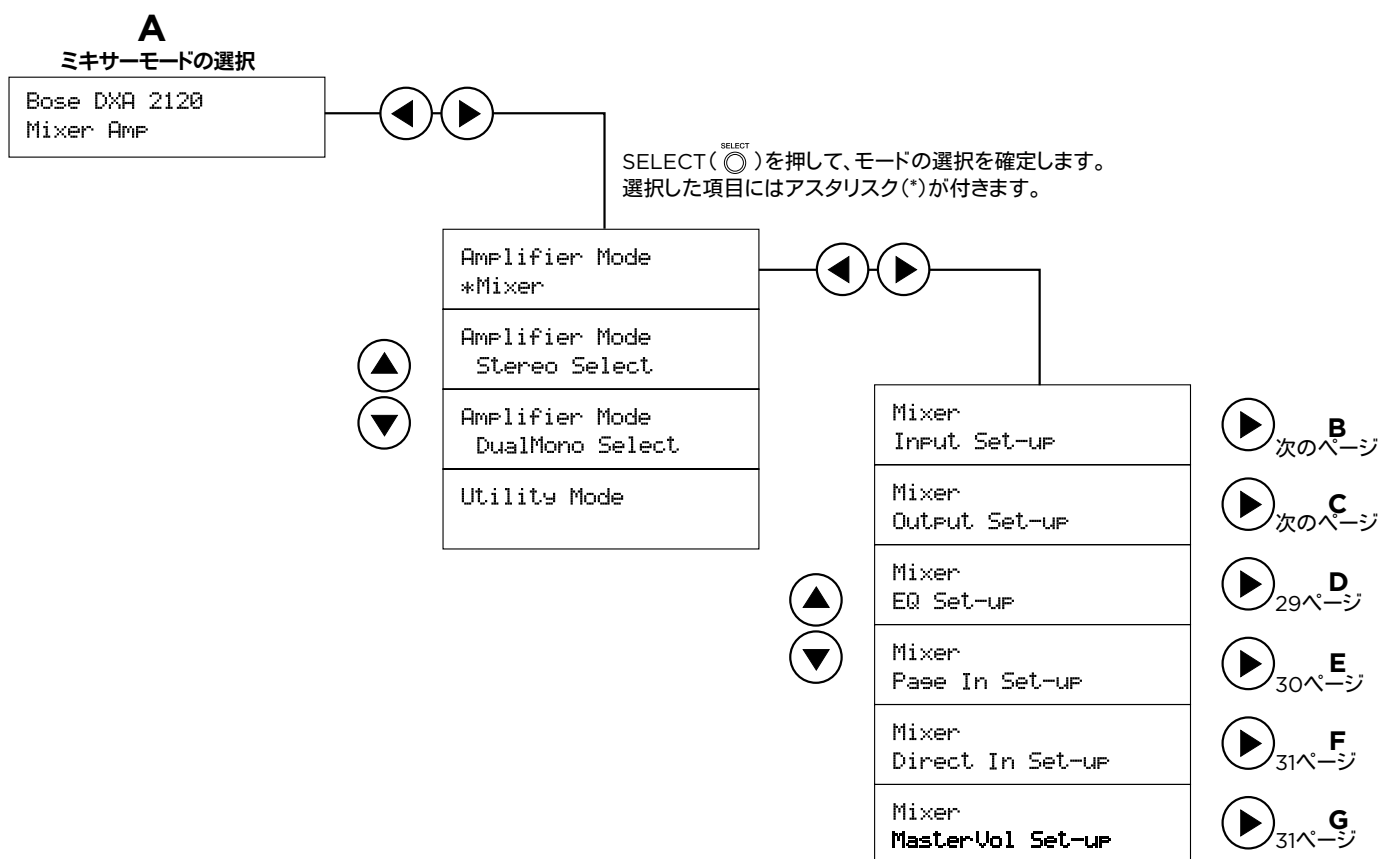 A
ミキサーモードの選択
Bose DXA 2120
Mixer Amp
SELECT
SELECT( )を押して、モードの選択を確定します。
選択した項目にはアスタリスク(*)が付きます。
Amplifier Mode
*Mixer
Amplifier Mode
Stereo Select
Amplifier Mode
DualMono Select
Utility Mode
Mixer
Input Set-up
B
次のページ
Mixer
Output Set-up
C
次のページ
Mixer
EQ Set-up
D
29ページ
Mixer
Page In Set-up
E
30ページ
Mixer
Direct In Set-up
F
31ページ
Mixer
MasterVol Set-up
G
31ページ